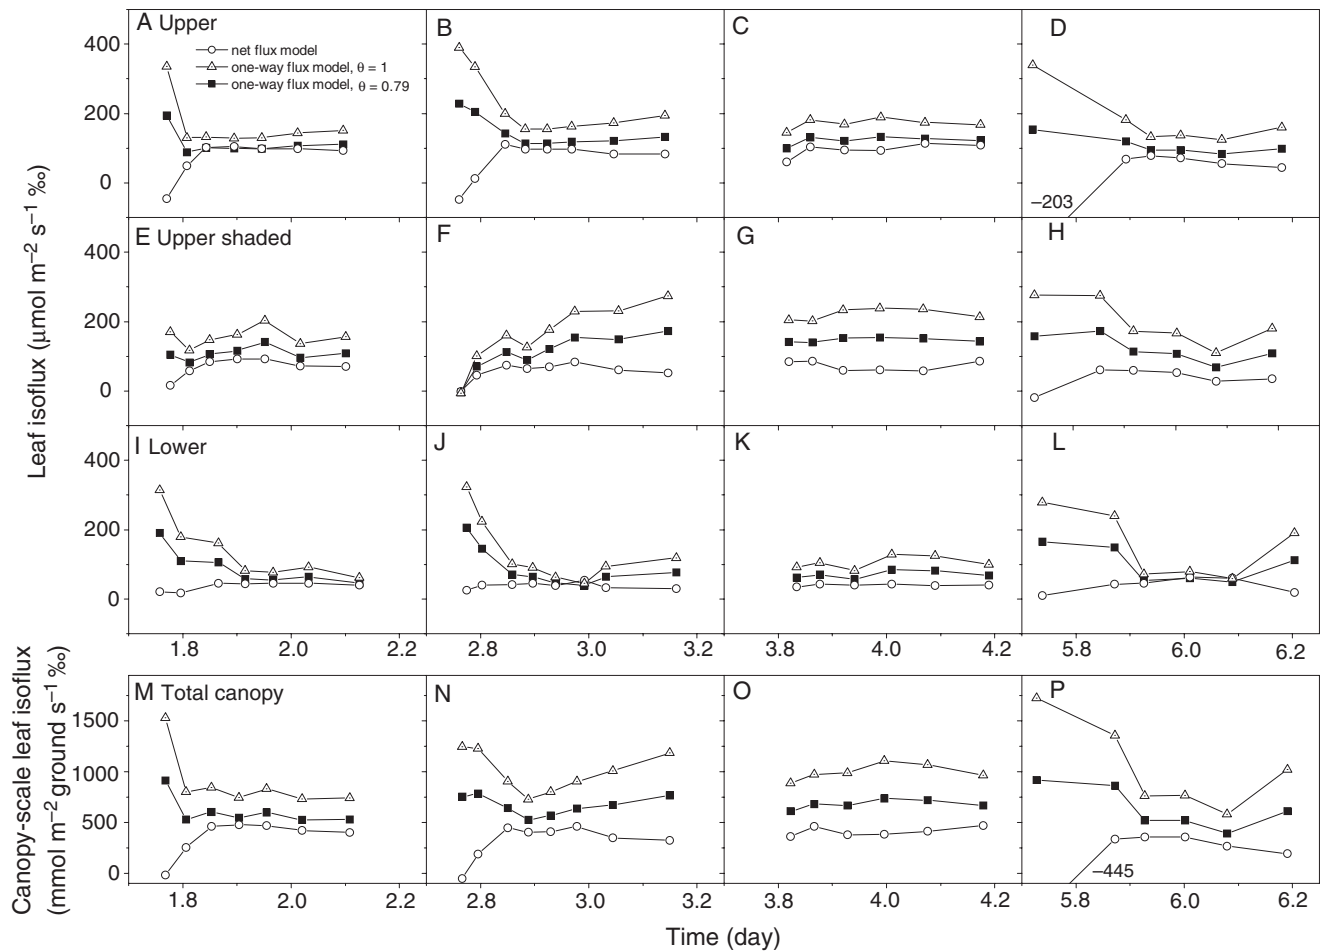 A Upper
B
C
D
net flux model
one-way flux model, θ = 1
one-way flux model, θ = 0.79
400
200
0
–203
E Upper shaded
F
G
H
400
200
0
I Lower
J
K
L
400
200
0
1.8 2.0 2.2
2.8 3.0 3.2
3.8 4.0 4.2
5.8 6.0 6.2
M Total canopy
N
O
P
1500
1000
500
0
–445
1.8 2.0 2.2
2.8 3.0 3.2
3.8 4.0 4.2
5.8 6.0 6.2
Leaf isoflux (μmol m⁻² s⁻¹ ‰)
Canopy-scale leaf isoflux
(mmol m⁻² ground s⁻¹ ‰)
Time (day)